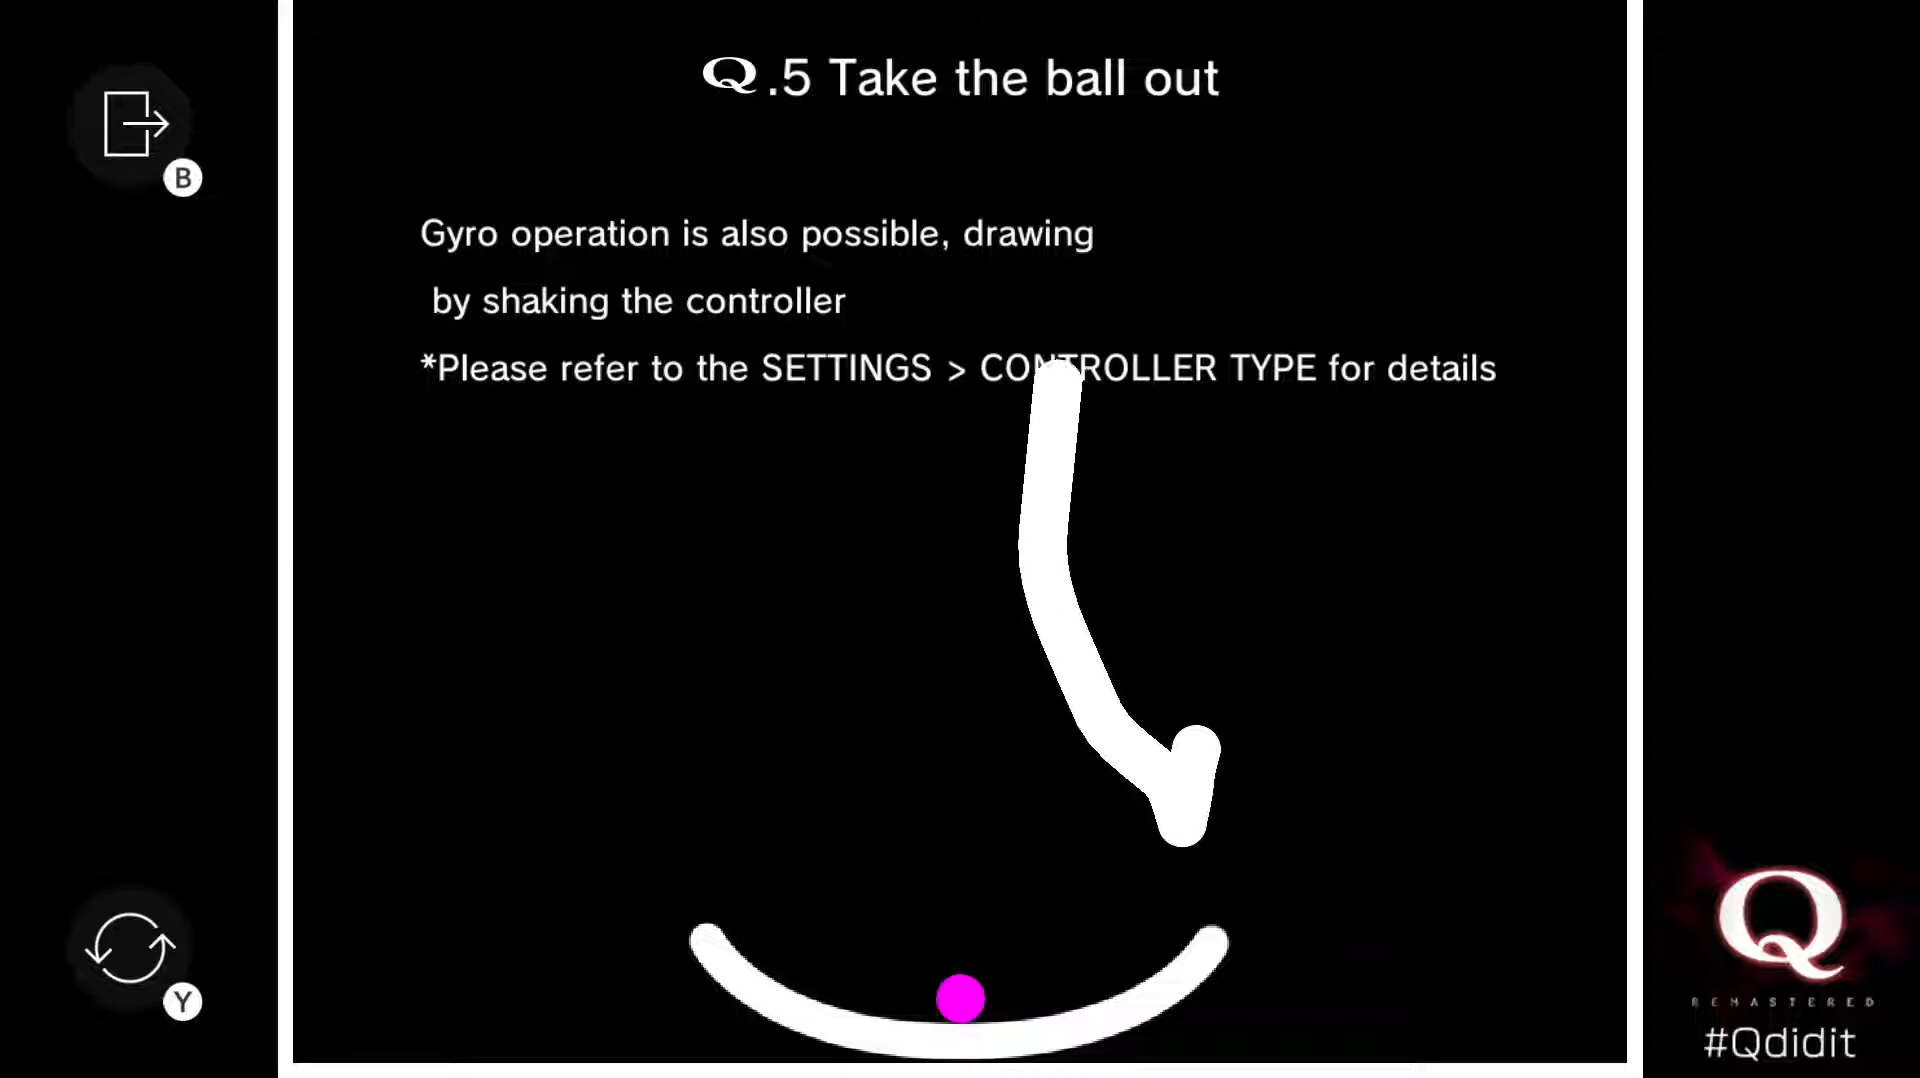 Q.5 Take the ball out
B
Gyro operation is also possible, drawing
by shaking the controller
*Please refer to the SETTINGS > CONTROLLER TYPE for details
Y
Q
REMASTERED
#Qdidit